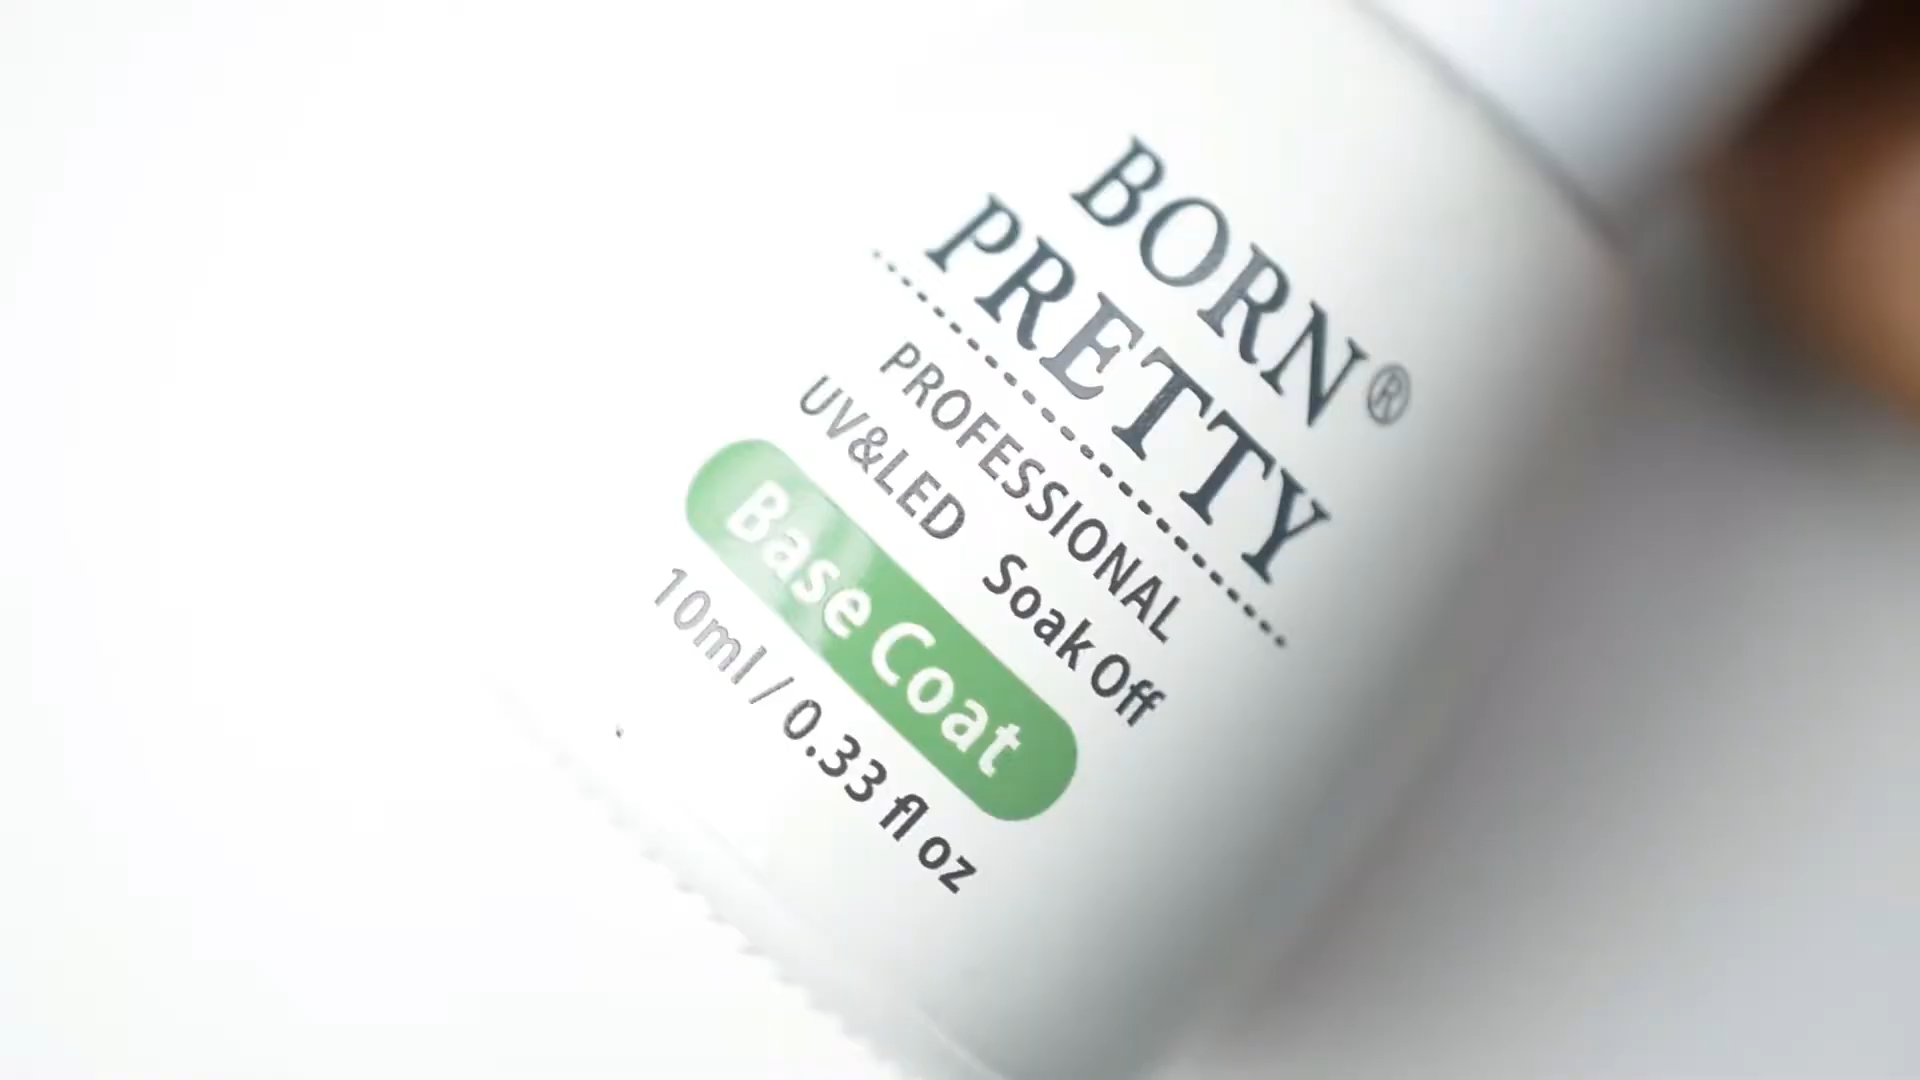 BORN®
PRETTY
PROFESSIONAL
UV&LED Soak Off
Base Coat
10ml / 0.33 fl oz